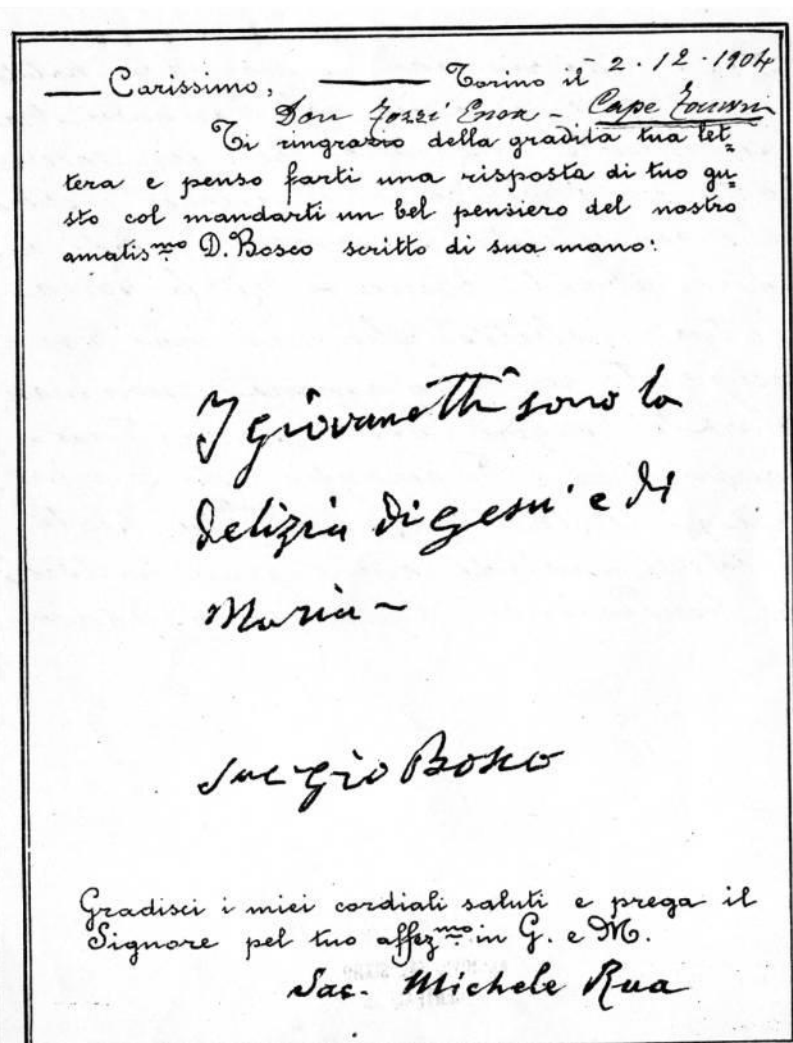 Carissimo, Torino il 2.12.1904
Don Tozzi Enea - Cape Town
Ti ringrazio della gradita tua let=
tera e penso farti una risposta di tuo gu=
sto col mandarti un bel pensiero del nostro
amatis.mo D. Bosco scritto di sua mano:
I giovanetti sono la
delizia di Gesù e di
Maria -
Sac Gio Bosco
Gradisci i miei cordiali saluti e prega il
Signore pel tuo affez.mo in G. e M.
Sac. Michele Rua